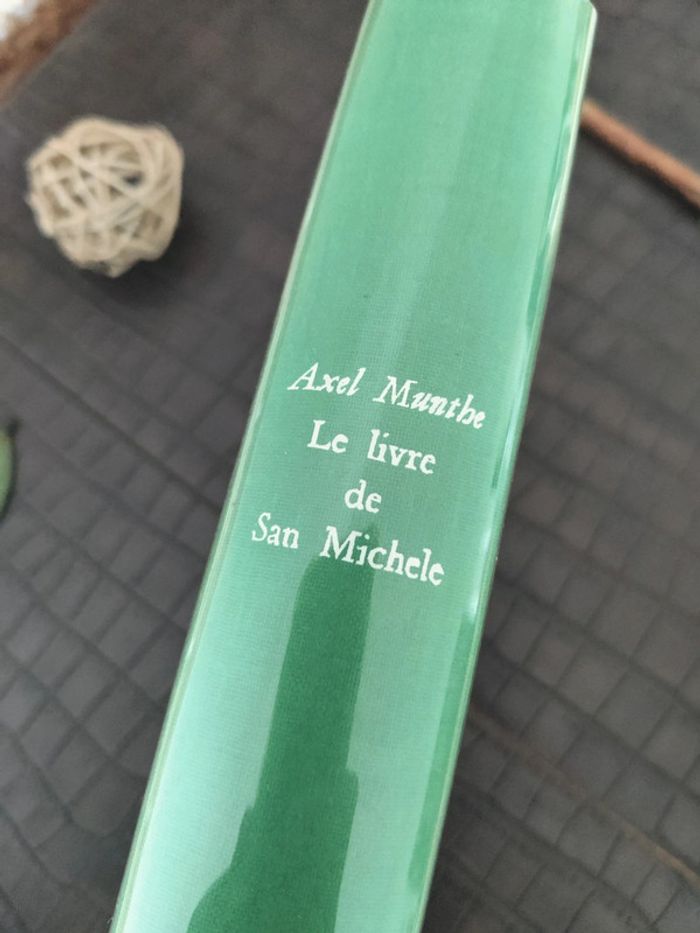 Axel Munthe
Le livre
de
San Michele